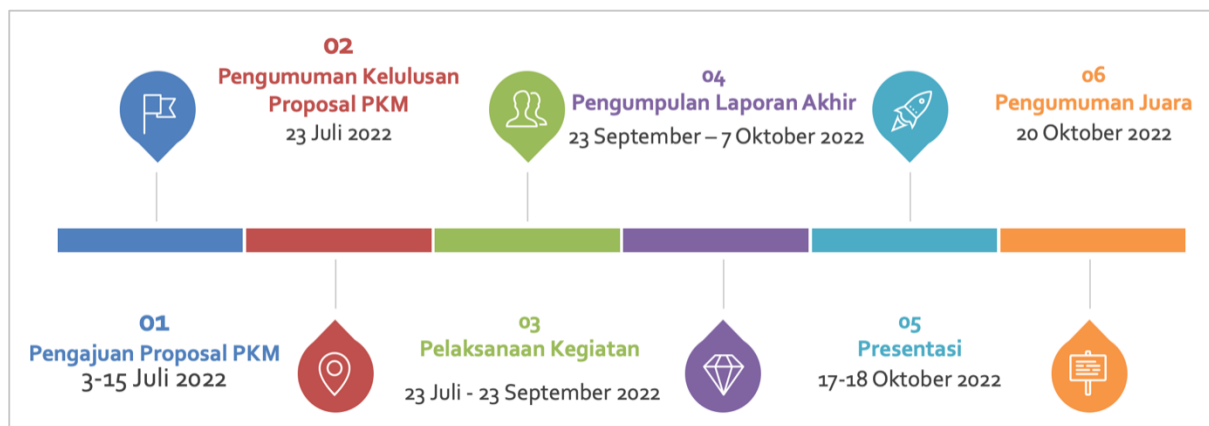 01
Pengajuan Proposal PKM
3-15 Juli 2022
02
Pengumuman Kelulusan
Proposal PKM
23 Juli 2022
03
Pelaksanaan Kegiatan
23 Juli - 23 September 2022
04
Pengumpulan Laporan Akhir
23 September – 7 Oktober 2022
05
Presentasi
17-18 Oktober 2022
06
Pengumuman Juara
20 Oktober 2022